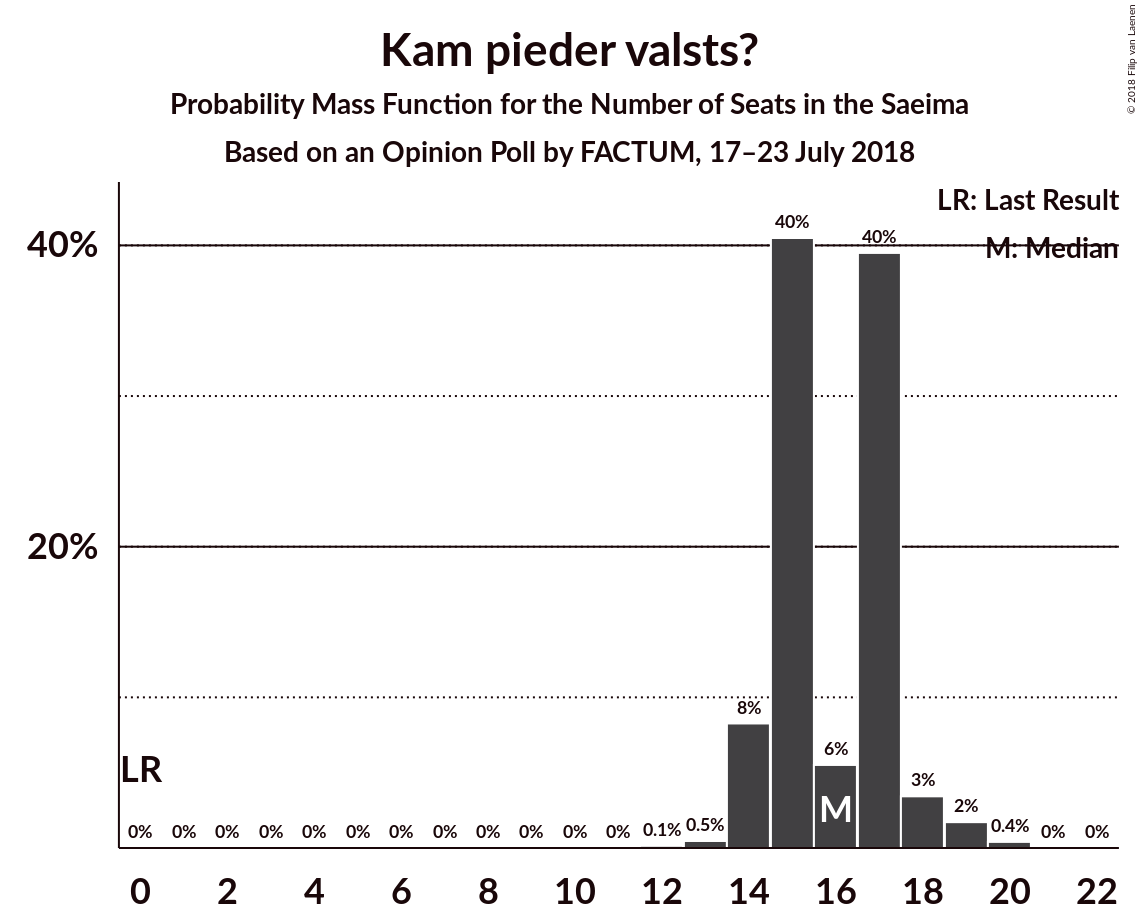 Kam pieder valsts?
Probability Mass Function for the Number of Seats in the Saeima
Based on an Opinion Poll by FACTUM, 17–23 July 2018
© 2018 Filip van Laenen
LR: Last Result
M: Median
40%
20%
40%
40%
8%
6%
3%
2%
LR
M
0% 0% 0% 0% 0% 0% 0% 0% 0% 0% 0% 0% 0.1% 0.5% 0.4% 0% 0%
0 2 4 6 8 10 12 14 16 18 20 22